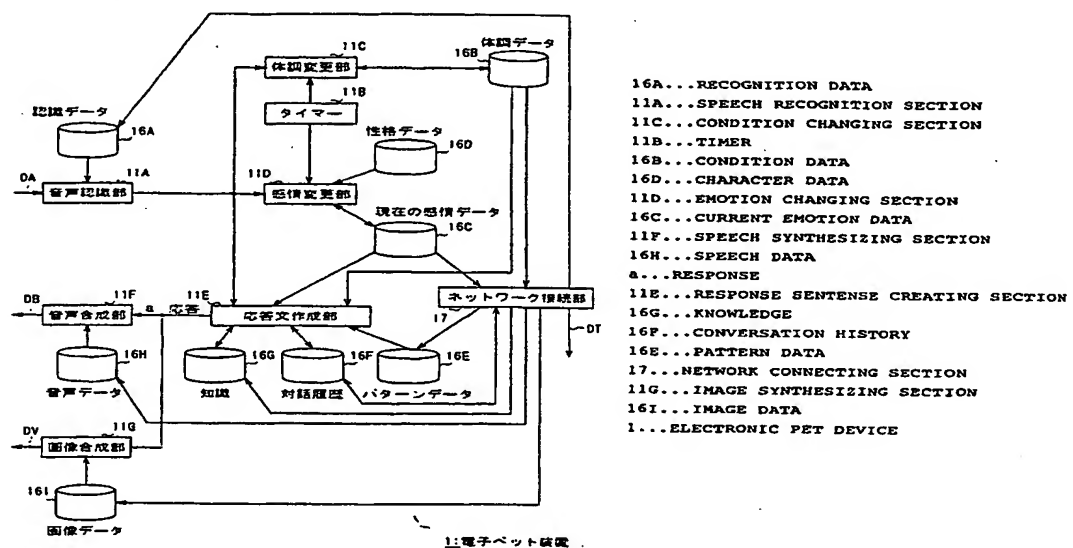 11C
体調変更部
体調データ
16B
11B
タイマー
認識データ
16A
性格データ
16D
DA
11A
音声認識部
11D
感情変更部
現在の感情データ
16C
ネットワーク接続部
17
DT
DB
11F
音声合成部
a
応答
11E
応答文作成部
16H
音声データ
16G
知識
16F
対話履歴
16E
パターンデータ
DV
11G
画像合成部
16I
画像データ
1:電子ペット装置
16A...RECOGNITION DATA
11A...SPEECH RECOGNITION SECTION
11C...CONDITION CHANGING SECTION
11B...TIMER
16B...CONDITION DATA
16D...CHARACTER DATA
11D...EMOTION CHANGING SECTION
16C...CURRENT EMOTION DATA
11F...SPEECH SYNTHESIZING SECTION
16H...SPEECH DATA
a...RESPONSE
11E...RESPONSE SENTENSE CREATING SECTION
16G...KNOWLEDGE
16F...CONVERSATION HISTORY
16E...PATTERN DATA
17...NETWORK CONNECTING SECTION
11G...IMAGE SYNTHESIZING SECTION
16I...IMAGE DATA
1...ELECTRONIC PET DEVICE